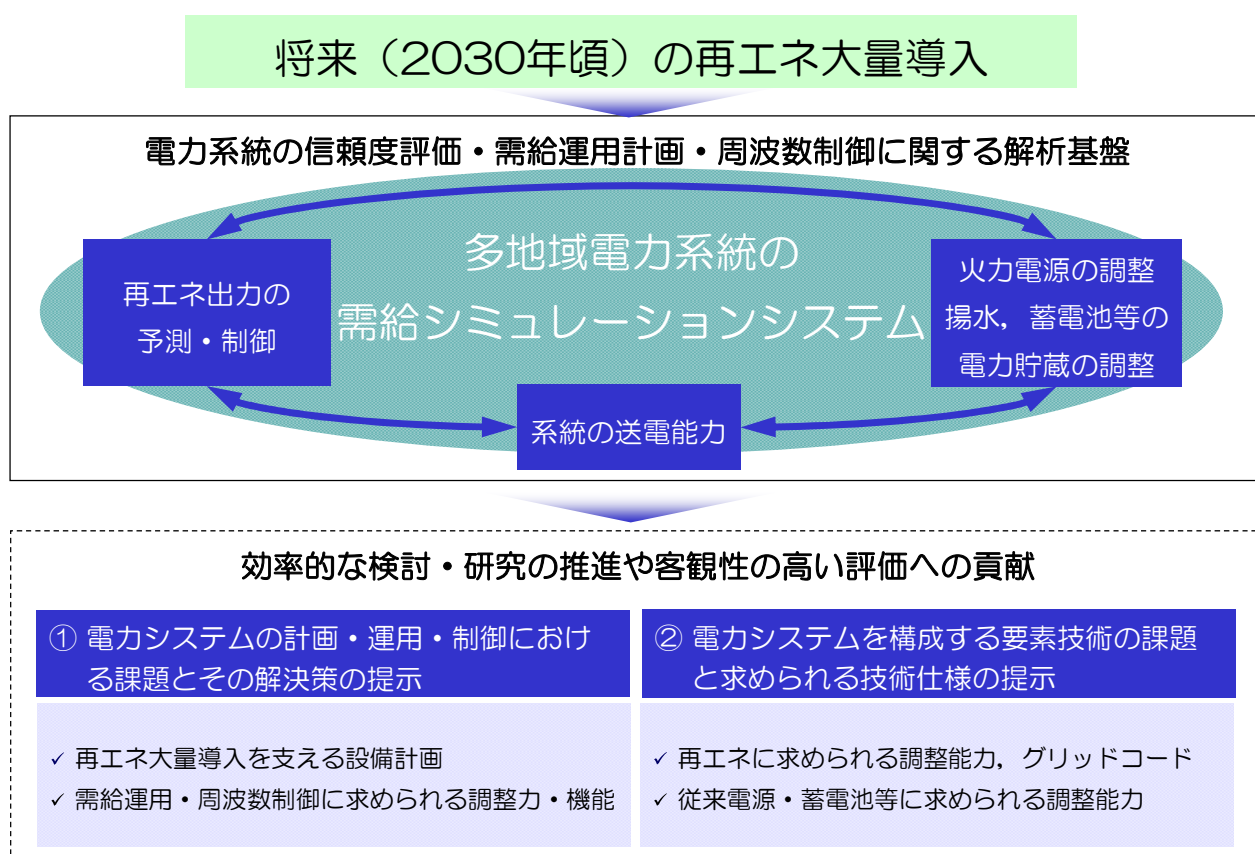 将来（2030年頃）の再エネ大量導入
電力系統の信頼度評価・需給運用計画・周波数制御に関する解析基盤
多地域電力系統の
需給シミュレーションシステム
再エネ出力の
予測・制御
火力電源の調整
揚水，蓄電池等の
電力貯蔵の調整
系統の送電能力
効率的な検討・研究の推進や客観性の高い評価への貢献
① 電力システムの計画・運用・制御におけ
る課題とその解決策の提示
✓ 再エネ大量導入を支える設備計画
✓ 需給運用・周波数制御に求められる調整力・機能
② 電力システムを構成する要素技術の課題
と求められる技術仕様の提示
✓ 再エネに求められる調整能力，グリッドコード
✓ 従来電源・蓄電池等に求められる調整能力